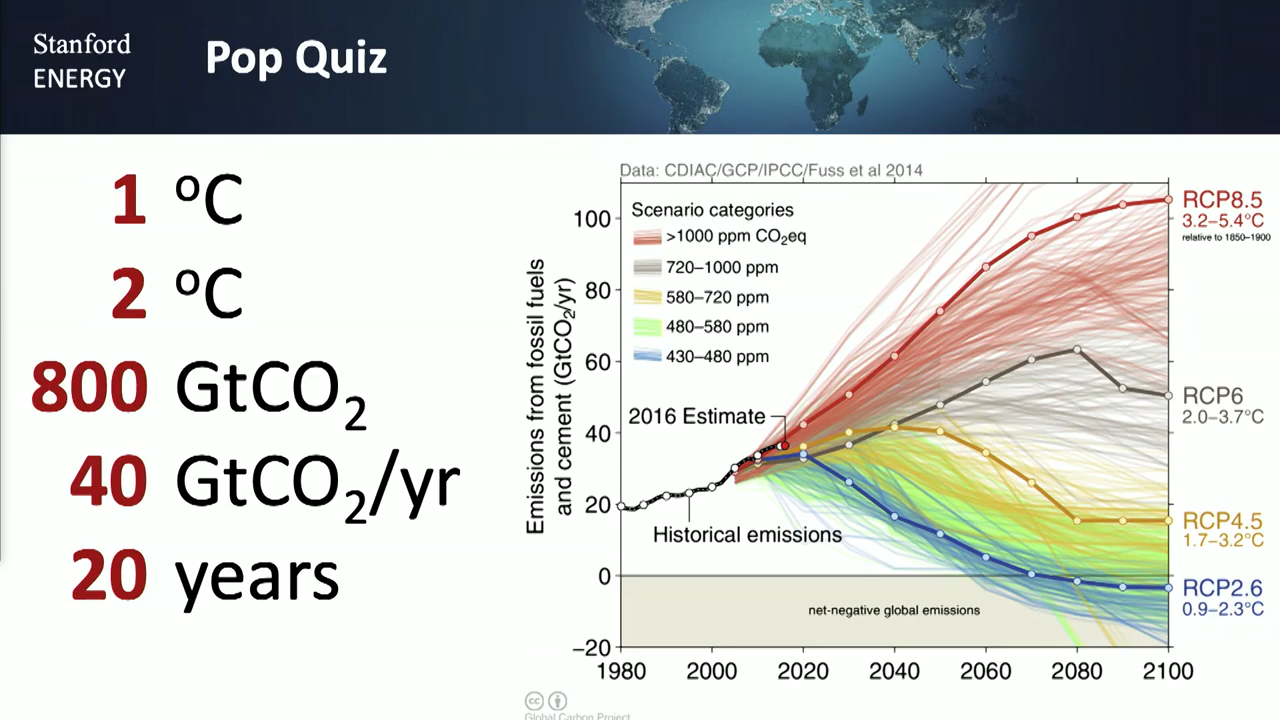 Stanford
ENERGY
Pop Quiz
1 ºC
2 ºC
800 GtCO₂
40 GtCO₂/yr
20 years
Data: CDIAC/GCP/IPCC/Fuss et al 2014
Emissions from fossil fuels
and cement (GtCO₂/yr)
100
80
60
40
20
0
−20
Scenario categories
>1000 ppm CO₂eq
720–1000 ppm
580–720 ppm
480–580 ppm
430–480 ppm
2016 Estimate
Historical emissions
net-negative global emissions
RCP8.5
3.2–5.4°C
relative to 1850–1900
RCP6
2.0–3.7°C
RCP4.5
1.7–3.2°C
RCP2.6
0.9–2.3°C
1980 2000 2020 2040 2060 2080 2100
cc
Global Carbon Project